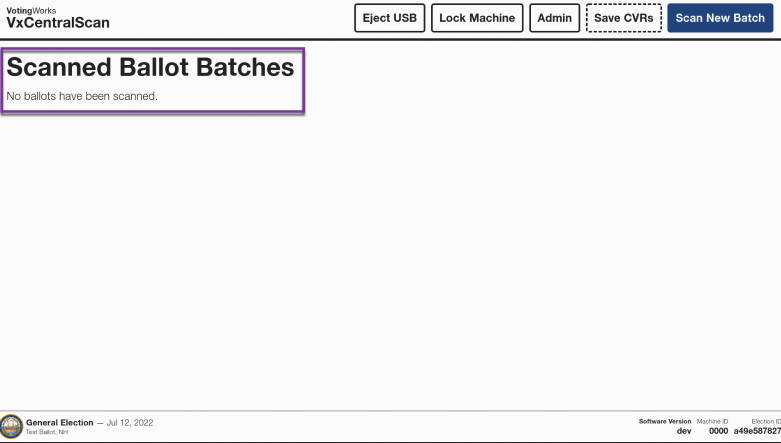 VotingWorks
VxCentralScan
Eject USB
Lock Machine
Admin
Save CVRs
Scan New Batch
Scanned Ballot Batches
No ballots have been scanned.
General Election — Jul 12, 2022
Test Ballot, NH
Software Version
dev
Machine ID
0000
Election ID
a49e587827